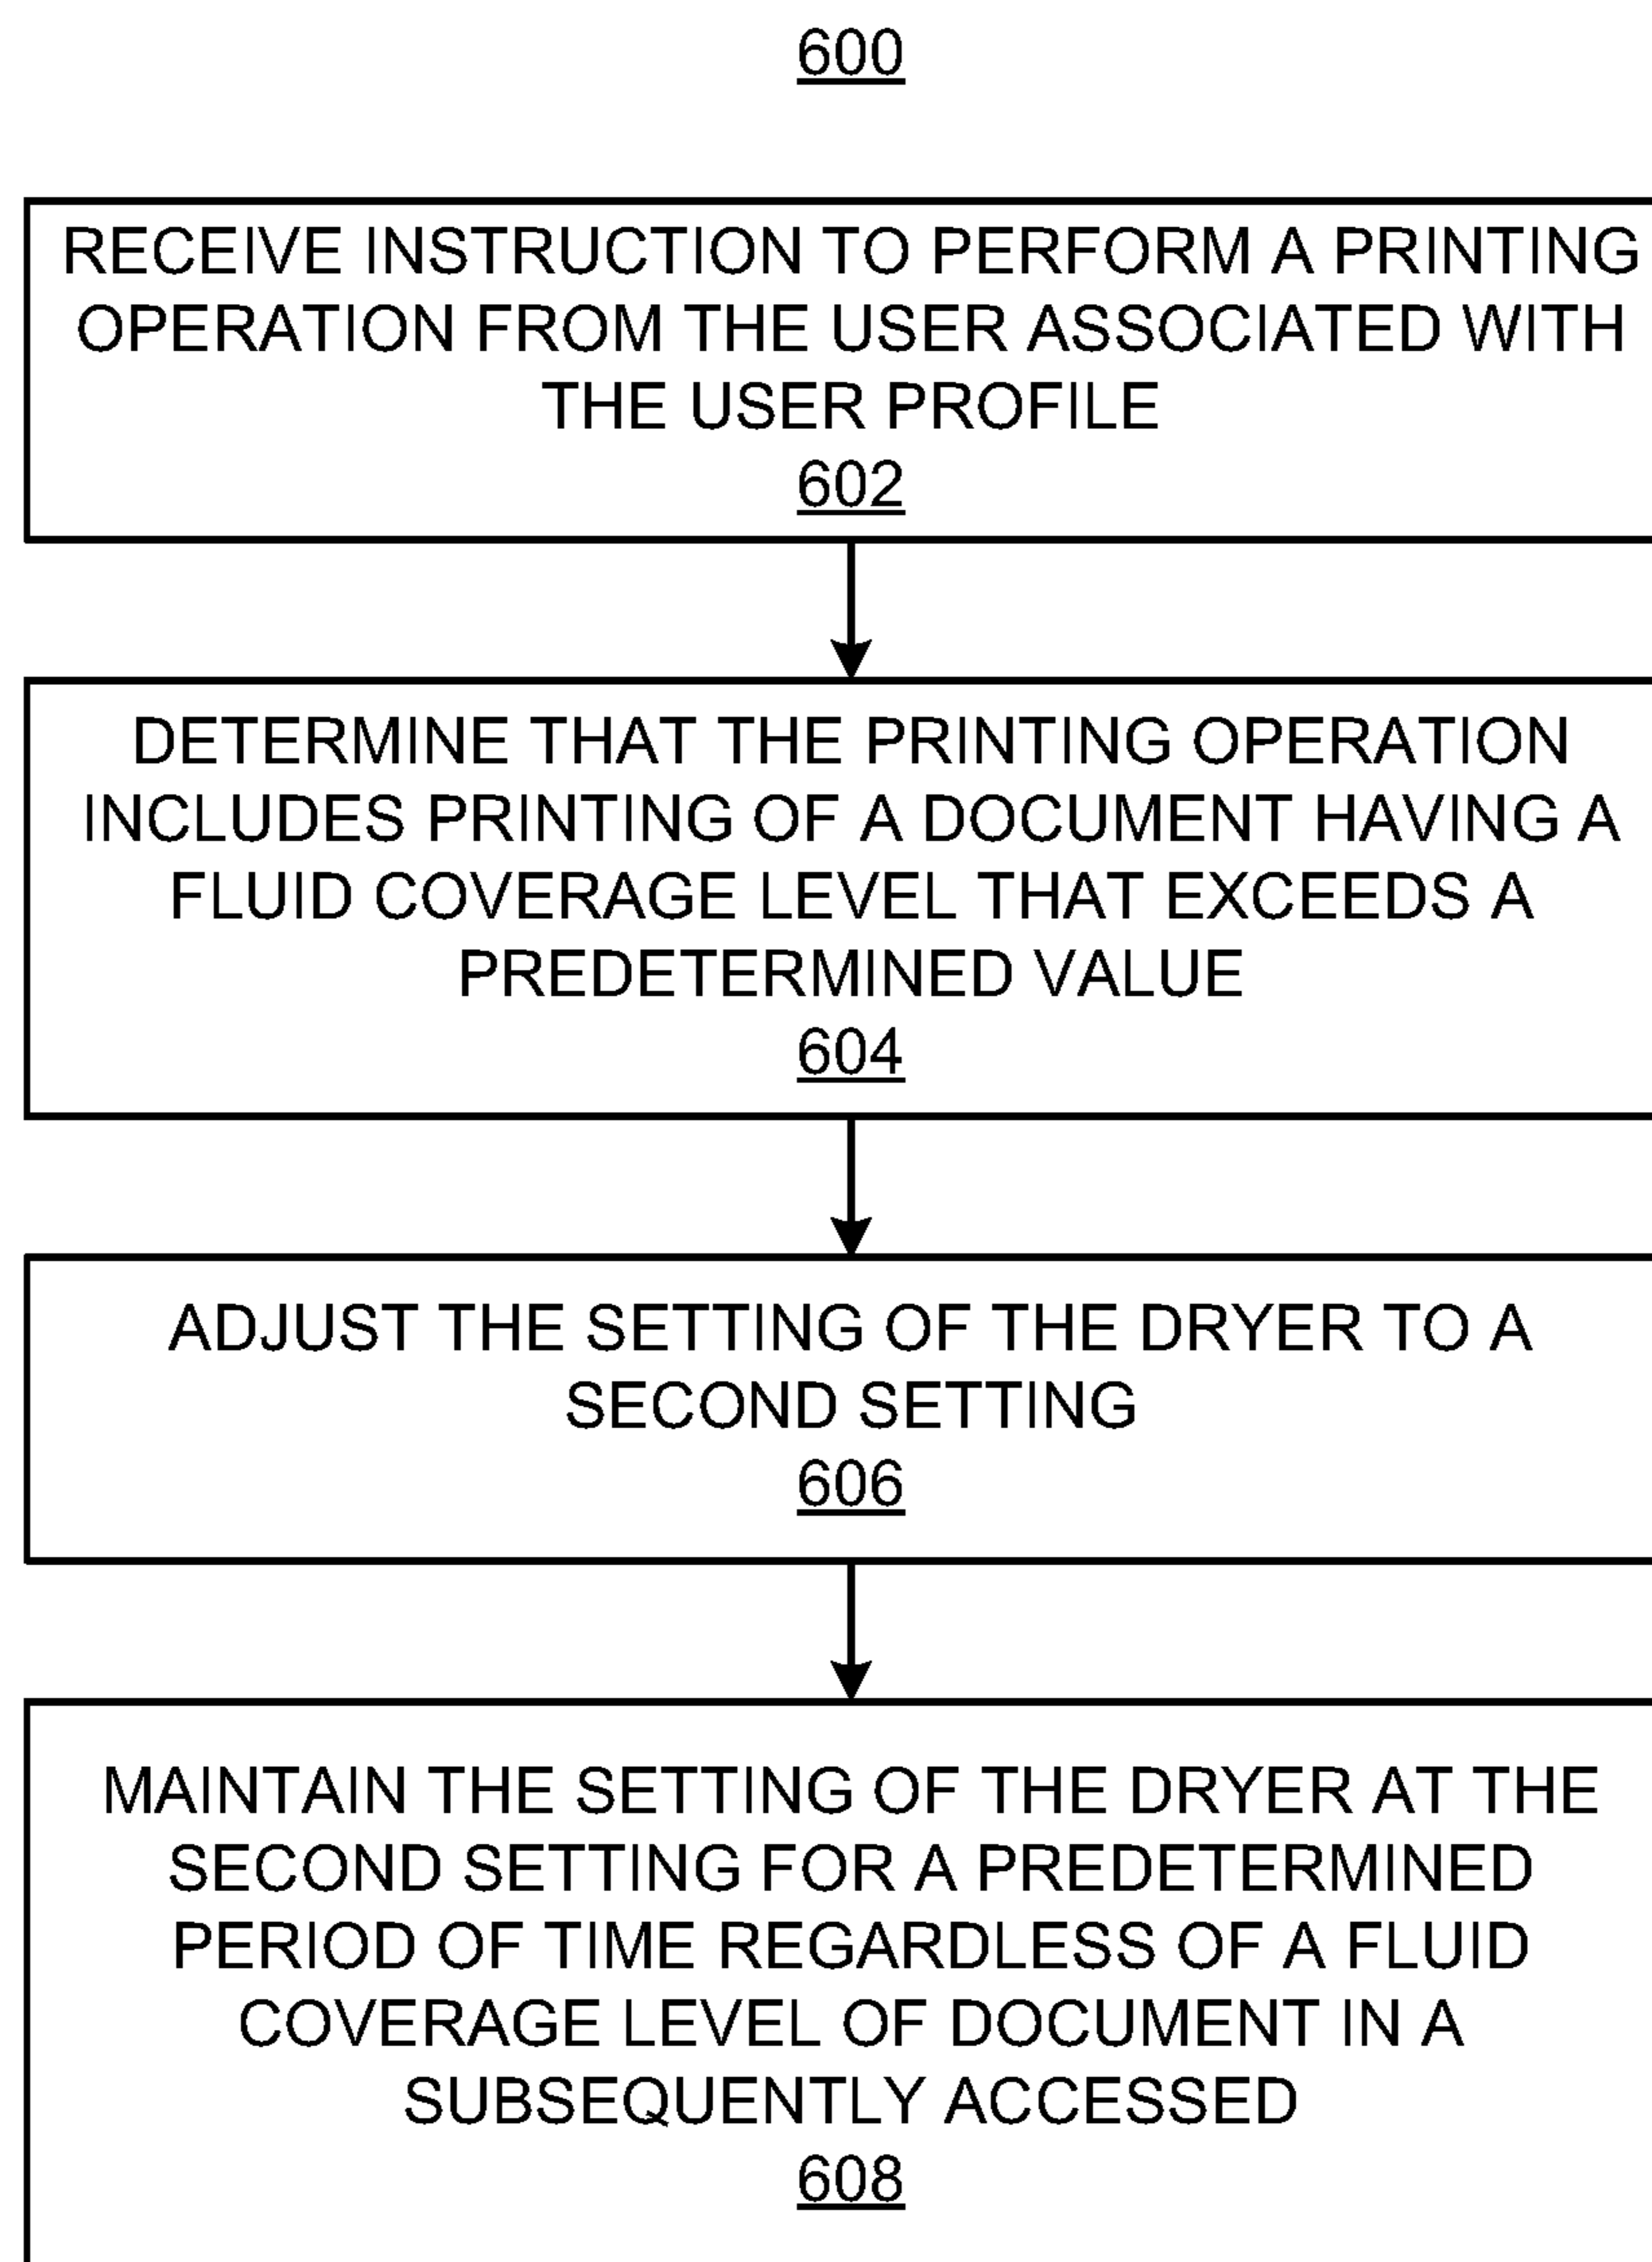 600
RECEIVE INSTRUCTION TO PERFORM A PRINTING
OPERATION FROM THE USER ASSOCIATED WITH
THE USER PROFILE
602
DETERMINE THAT THE PRINTING OPERATION
INCLUDES PRINTING OF A DOCUMENT HAVING A
FLUID COVERAGE LEVEL THAT EXCEEDS A
PREDETERMINED VALUE
604
ADJUST THE SETTING OF THE DRYER TO A
SECOND SETTING
606
MAINTAIN THE SETTING OF THE DRYER AT THE
SECOND SETTING FOR A PREDETERMINED
PERIOD OF TIME REGARDLESS OF A FLUID
COVERAGE LEVEL OF DOCUMENT IN A
SUBSEQUENTLY ACCESSED
608